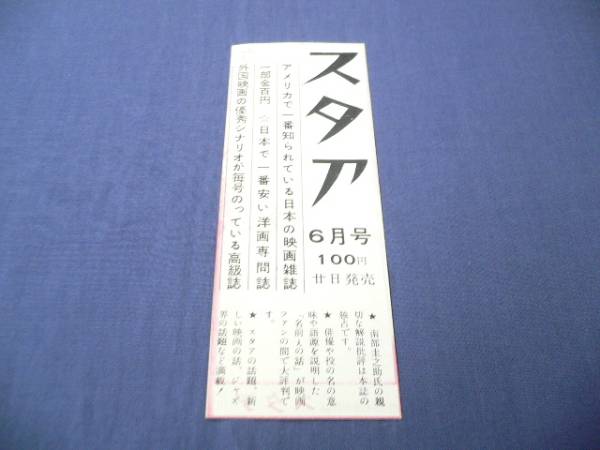 スタア
6月号
100円
廿日発売
アメリカで一番知られている日本の映画雑誌
一部金百円 ☆日本で一番安い洋画専門誌
外国映画の優秀シナリオが毎号のっている高級誌
★ 南部圭之助氏の親
切な解説批評は本誌の
独占です。
★ 俳優や役の名の意
味や語源を説明した
「名前人の話」が映画
ファンの間で大評判で
す。
★ スタアの話題、新
しい映画の話、ジャズ
界の話題など満載！